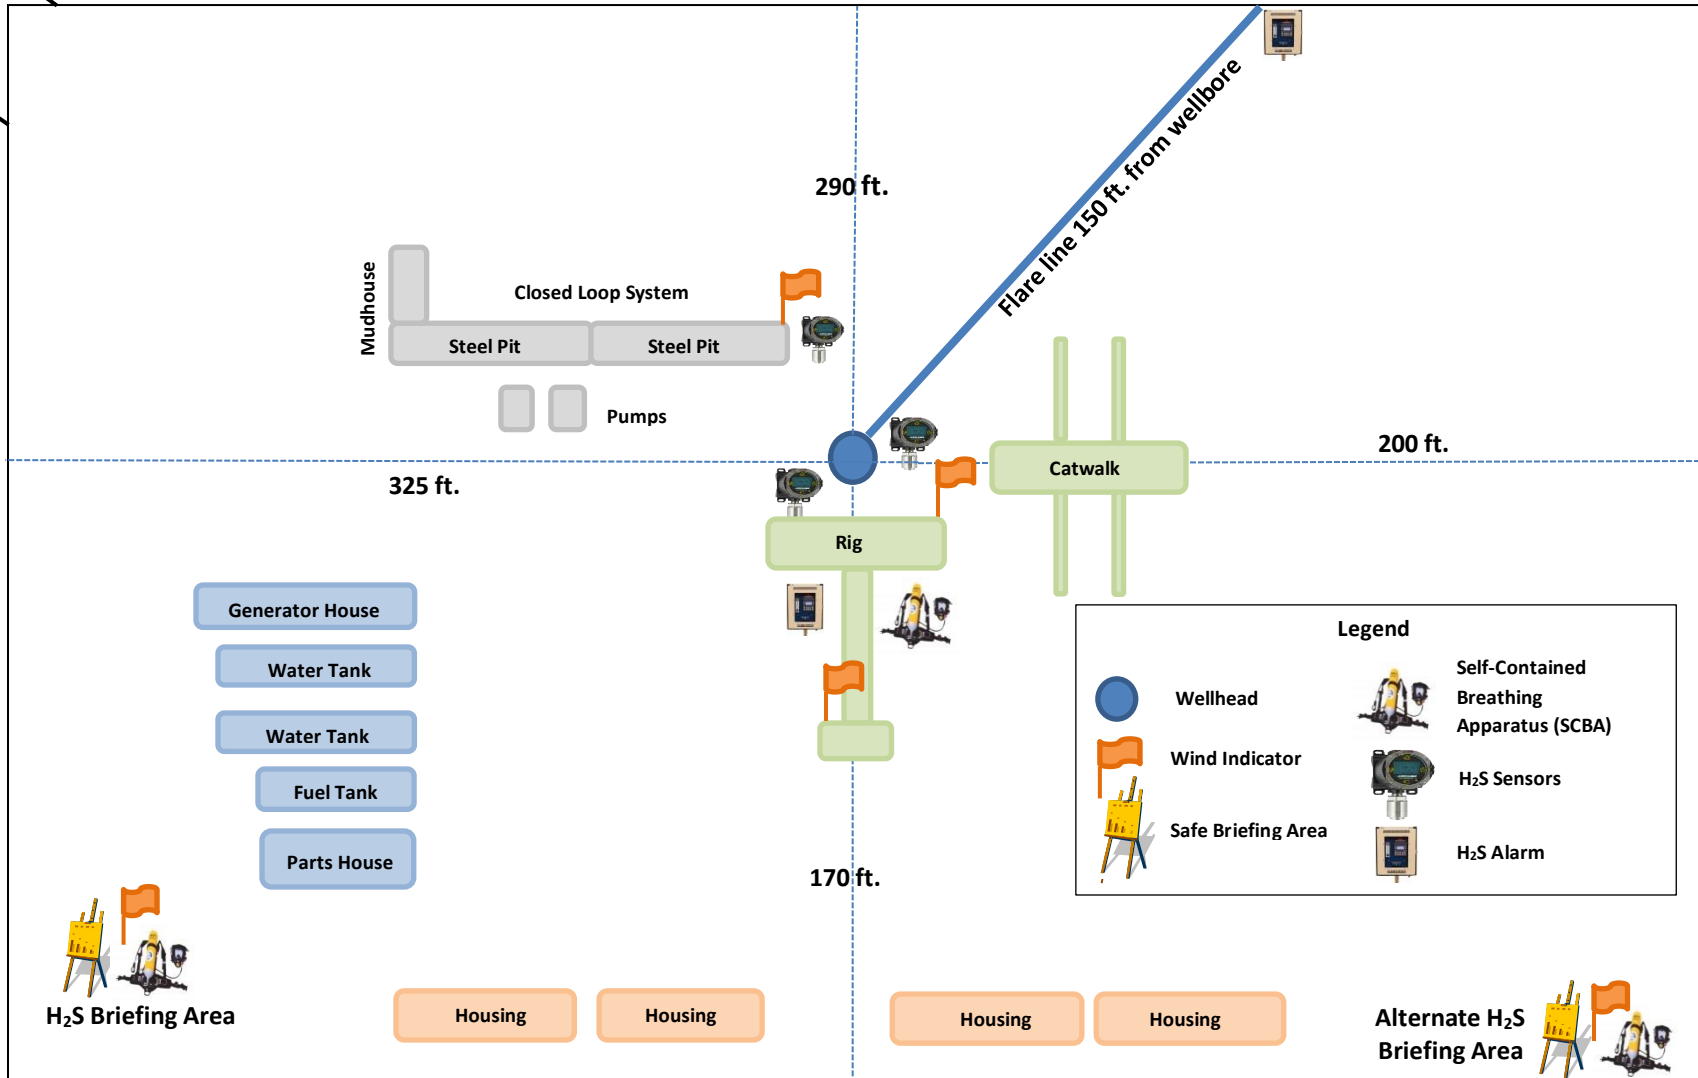 290 ft.
Flare line 150 ft. from wellbore
Mudhouse
Closed Loop System
Steel Pit
Steel Pit
Pumps
325 ft.
Catwalk
200 ft.
Rig
Generator House
Water Tank
Water Tank
Fuel Tank
Parts House
170 ft.
Legend
Wellhead
Wind Indicator
Safe Briefing Area
Self-Contained
Breathing
Apparatus (SCBA)
H₂S Sensors
H₂S Alarm
H₂S Briefing Area
Housing
Housing
Housing
Housing
Alternate H₂S
Briefing Area